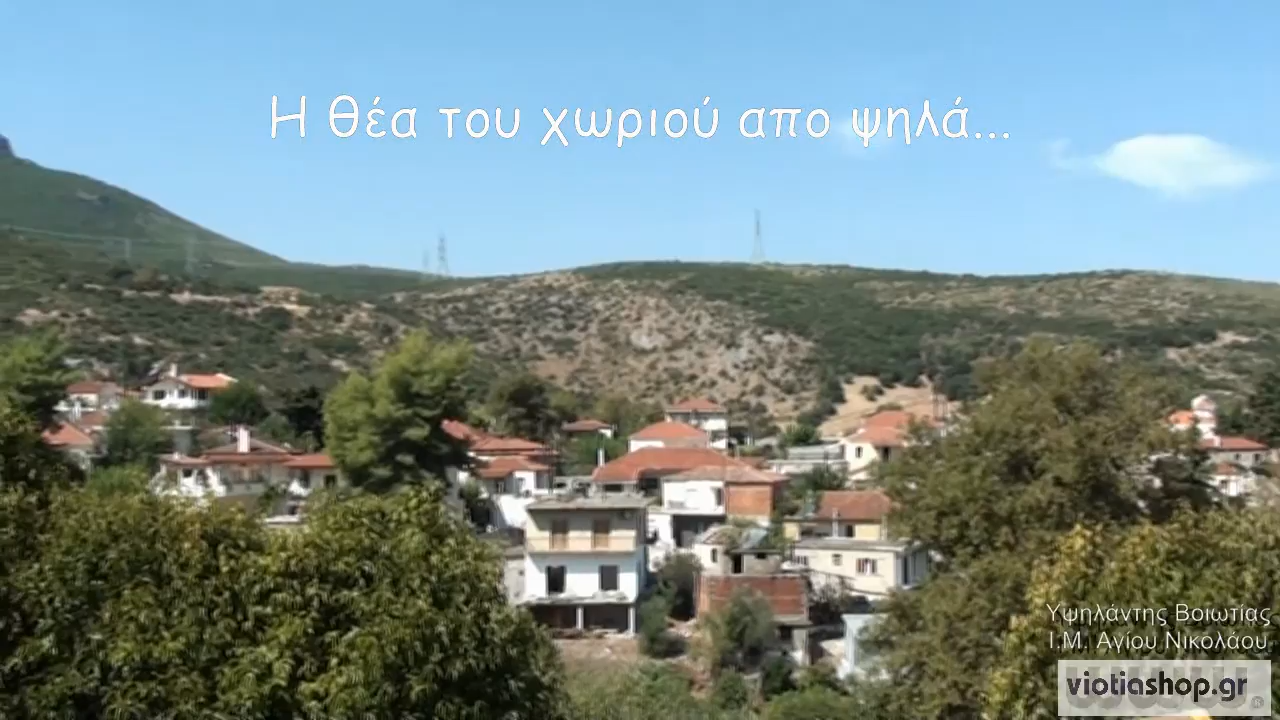 Η θέα του χωριού απο ψηλά...
Υψηλάντης Βοιωτίας
Ι.Μ. Αγίου Νικολάου
viotiashop.gr